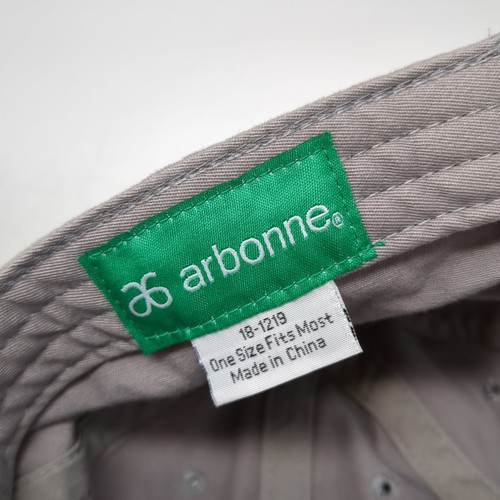 arbonne®
18-1219
One Size Fits Most
Made in China